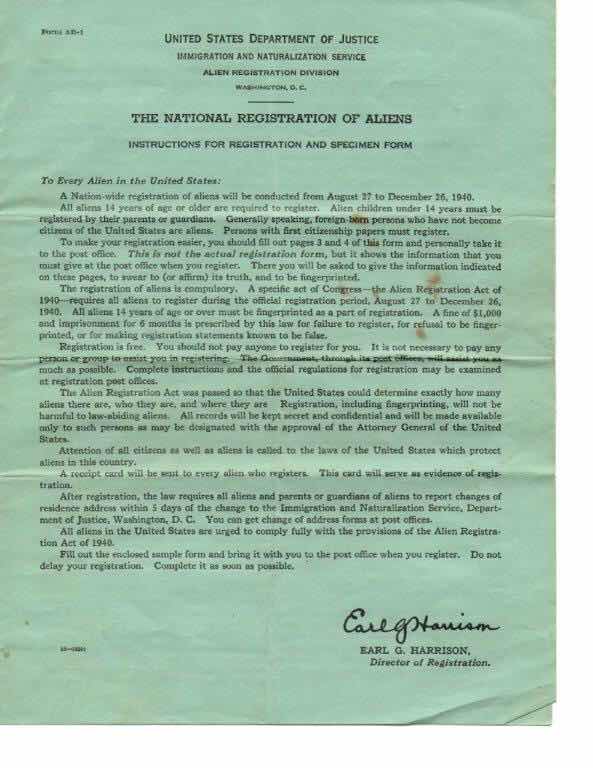 Form AR-1
UNITED STATES DEPARTMENT OF JUSTICE
IMMIGRATION AND NATURALIZATION SERVICE
ALIEN REGISTRATION DIVISION
WASHINGTON, D. C.
THE NATIONAL REGISTRATION OF ALIENS
INSTRUCTIONS FOR REGISTRATION AND SPECIMEN FORM
To Every Alien in the United States:
A Nation-wide registration of aliens will be conducted from August 27 to December 26, 1940.
All aliens 14 years of age or older are required to register. Alien children under 14 years must be
registered by their parents or guardians. Generally speaking, foreign-born persons who have not become
citizens of the United States are aliens. Persons with first citizenship papers must register.
To make your registration easier, you should fill out pages 3 and 4 of this form and personally take it
to the post office. This is not the actual registration form, but it shows the information that you
must give at the post office when you register. There you will be asked to give the information indicated
on these pages, to swear to (or affirm) its truth, and to be fingerprinted.
The registration of aliens is compulsory. A specific act of Congress—the Alien Registration Act of
1940—requires all aliens to register during the official registration period, August 27 to December 26,
1940. All aliens 14 years of age or over must be fingerprinted as a part of registration. A fine of $1,000
and imprisonment for 6 months is prescribed by this law for failure to register, for refusal to be finger-
printed, or for making registration statements known to be false.
Registration is free. You should not pay anyone to register for you. It is not necessary to pay any
person or group to assist you in registering. The Government, through its post offices, will assist you as
much as possible. Complete instructions and the official regulations for registration may be examined
at registration post offices.
The Alien Registration Act was passed so that the United States could determine exactly how many
aliens there are, who they are, and where they are Registration, including fingerprinting, will not be
harmful to law-abiding aliens. All records will be kept secret and confidential and will be made available
only to such persons as may be designated with the approval of the Attorney General of the United
States.
Attention of all citizens as well as aliens is called to the laws of the United States which protect
aliens in this country.
A receipt card will be sent to every alien who registers. This card will serve as evidence of regis-
tration.
After registration, the law requires all aliens and parents or guardians of aliens to report changes of
residence address within 5 days of the change to the Immigration and Naturalization Service, Depart-
ment of Justice, Washington, D. C. You can get change of address forms at post offices.
All aliens in the United States are urged to comply fully with the provisions of the Alien Registra-
tion Act of 1940.
Fill out the enclosed sample form and bring it with you to the post office when you register. Do not
delay your registration. Complete it as soon as possible.
Earl G Harrison
EARL G. HARRISON,
Director of Registration.